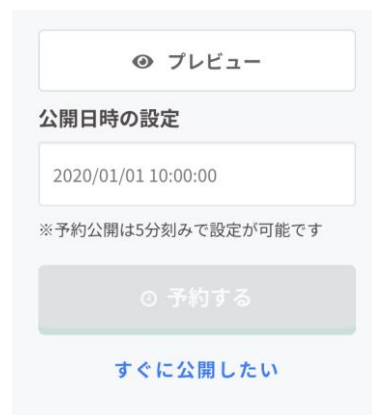 プレビュー
公開日時の設定
2020/01/01 10:00:00
※予約公開は5分刻みで設定が可能です
予約する
すぐに公開したい